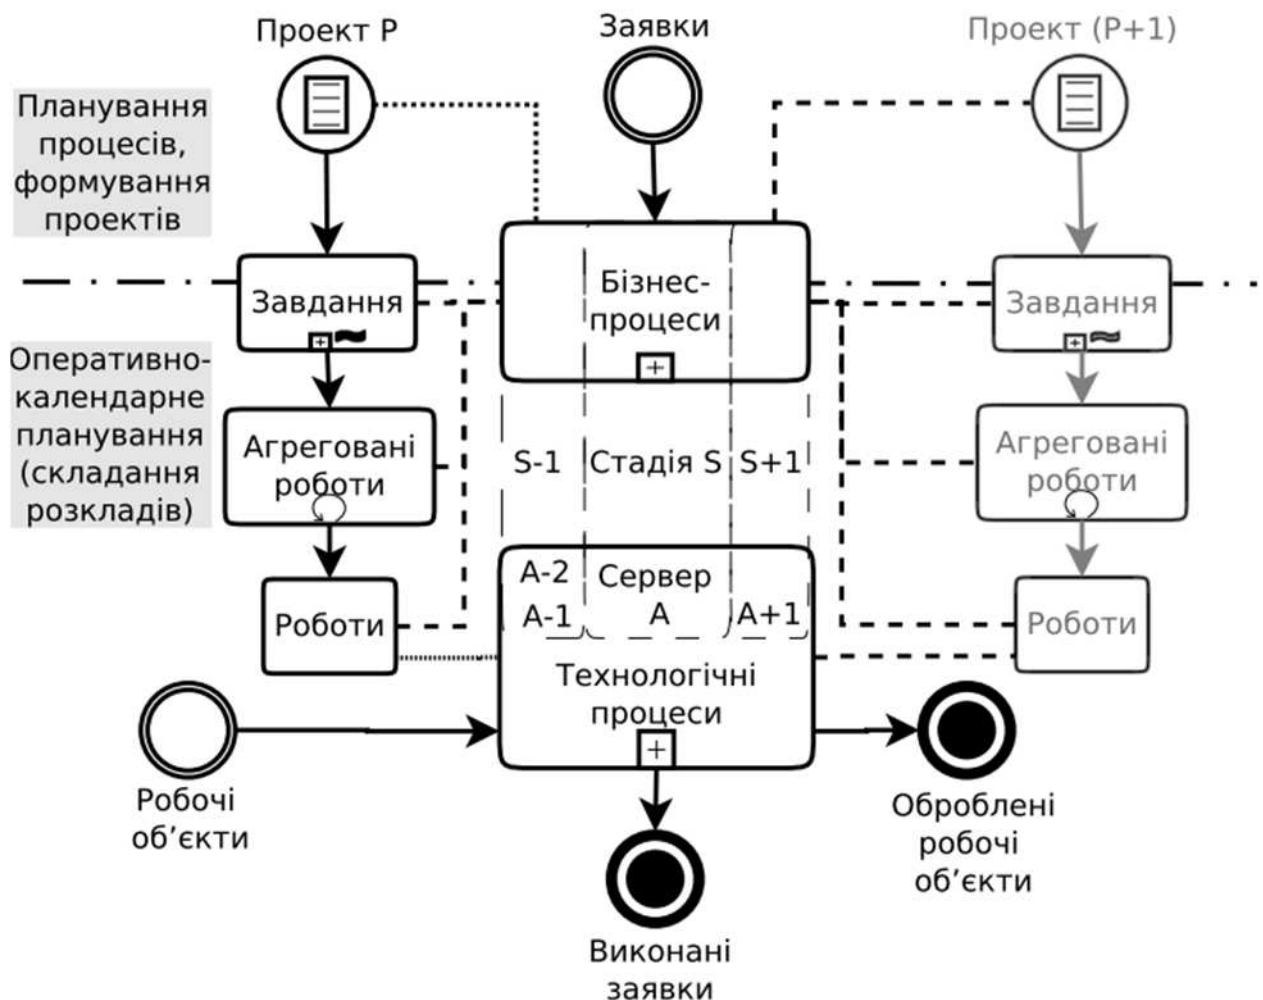 Проект P
Заявки
Проект (P+1)
Планування
процесів,
формування
проектів
Завдання
Бізнес-
процеси
Завдання
Оперативно-
календарне
планування
(складання
розкладів)
Агреговані
роботи
S-1
Стадія S
S+1
Агреговані
роботи
Роботи
A-2
A-1
Сервер
A
A+1
Роботи
Технологічні
процеси
Робочі
об’єкти
Оброблені
робочі
об’єкти
Виконані
заявки